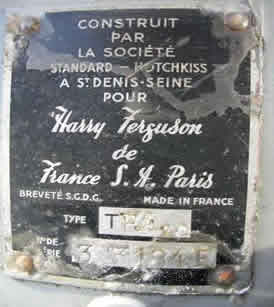 CONSTRUIT
PAR
LA SOCIÉTÉ
STANDARD – HOTCHKISS
A ST DENIS-SEINE
POUR
Harry Ferguson
de
France S. A. Paris
BREVETÉ S.G.D.G. MADE IN FRANCE
TYPE
N° DE